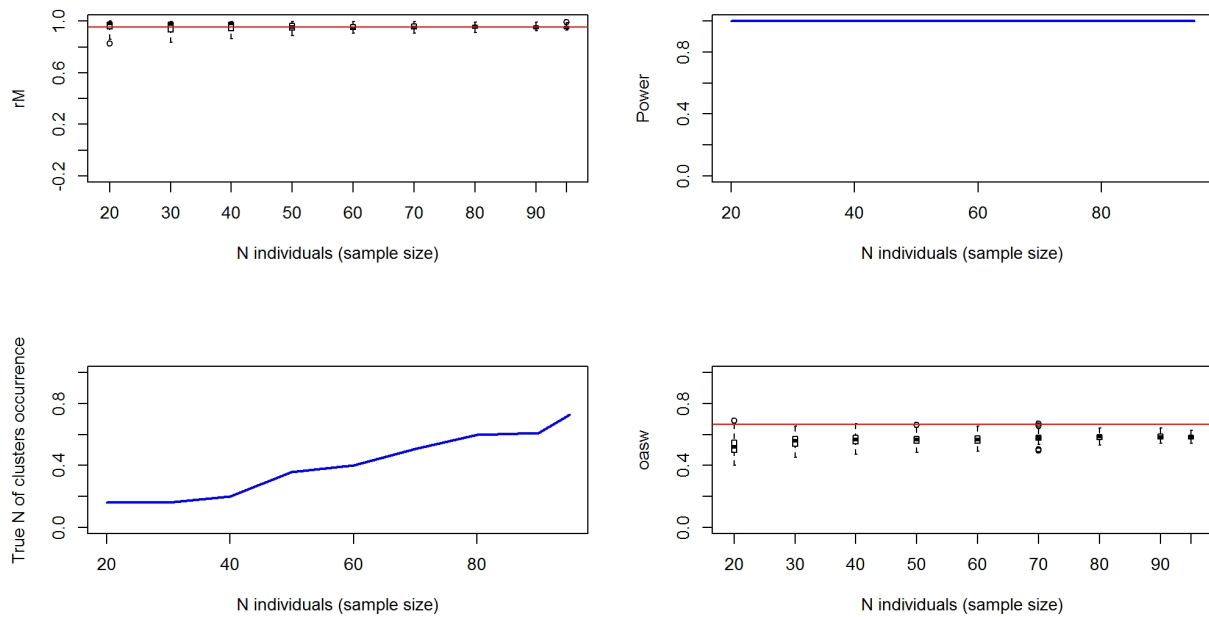 rM
1.0
0.6
0.2
-0.2
20 30 40 50 60 70 80 90
N individuals (sample size)
Power
0.8
0.4
0.0
20 40 60 80
N individuals (sample size)
True N of clusters occurrence
0.8
0.4
0.0
20 40 60 80
N individuals (sample size)
oasw
0.8
0.4
0.0
20 30 40 50 60 70 80 90
N individuals (sample size)